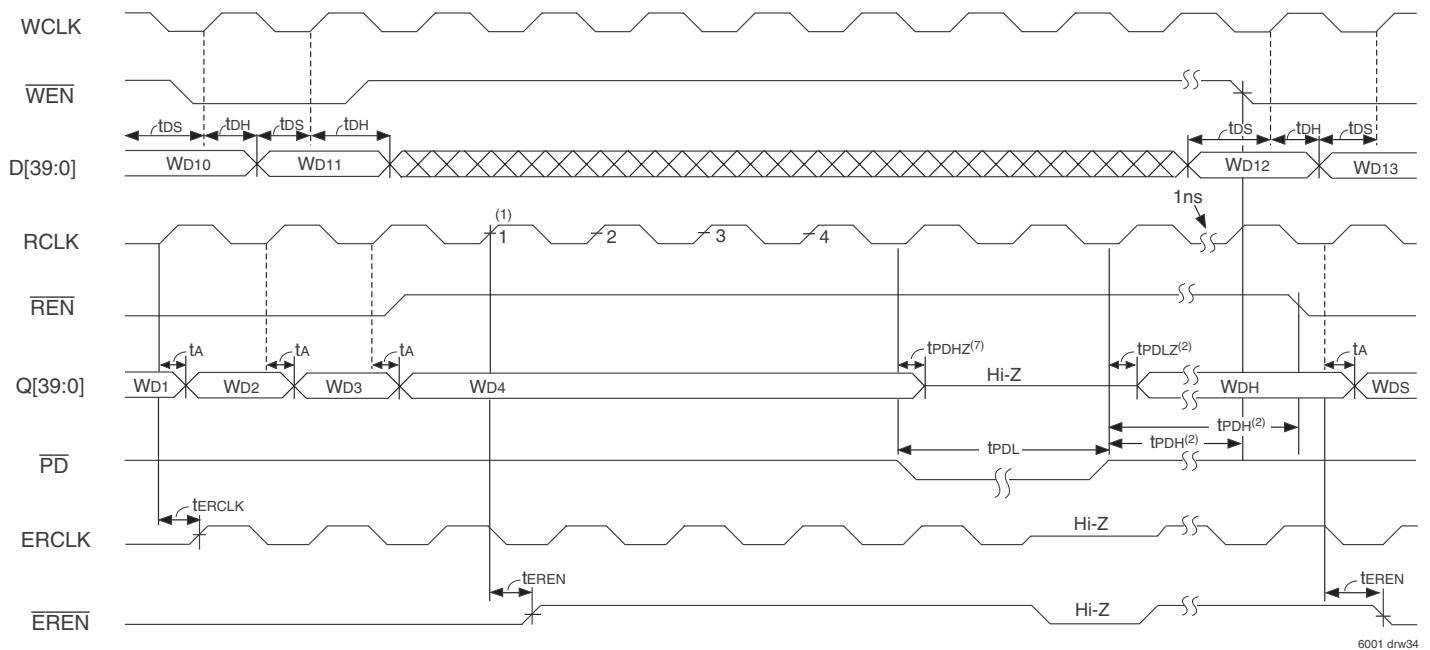 WCLK
WEN
tDS tDH tDS tDH tDS tDH tDS
D[39:0] WD10 WD11 WD12 WD13
1ns
(1)
RCLK 1 2 3 4
REN
tA tA tA tPDHZ(7) tPDLZ(2) tA
Q[39:0] WD1 WD2 WD3 WD4 Hi-Z WDH WDS
tPDH(2)
tPDL tPDH(2)
PD
tERCLK
ERCLK Hi-Z
tEREN tEREN
EREN Hi-Z
6001 drw34